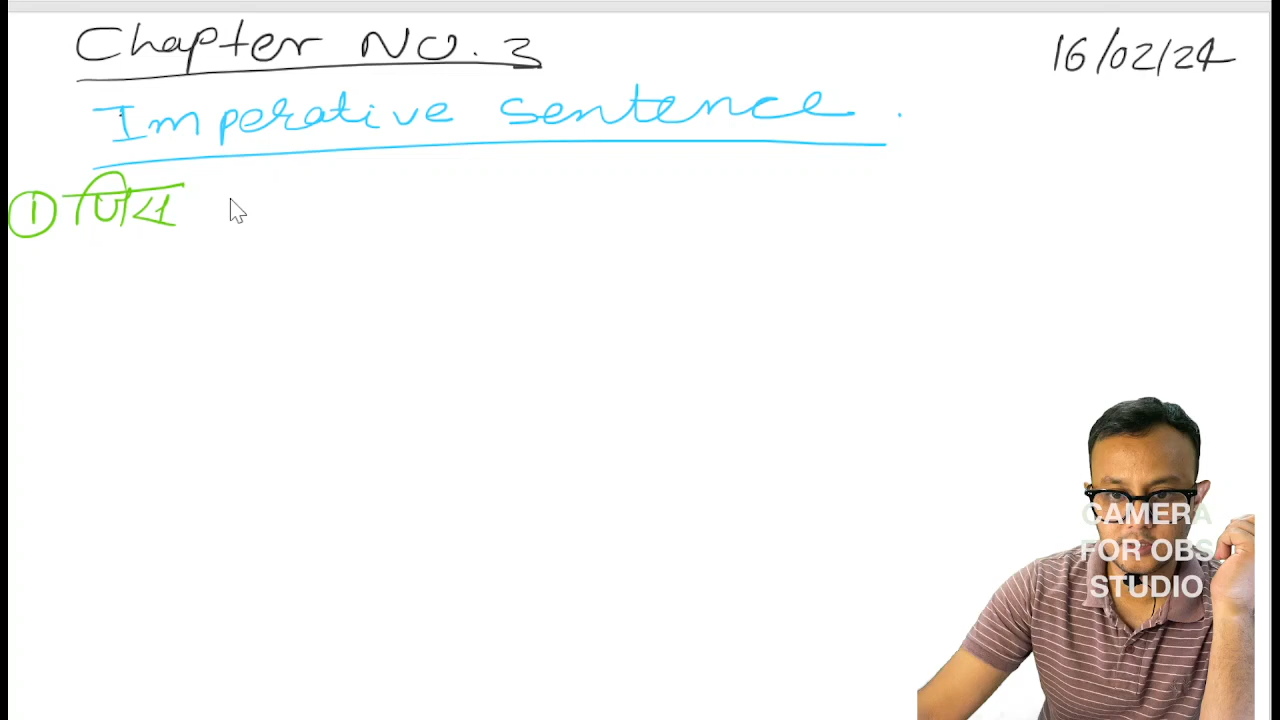 Chapter NO. 3
16/02/24
Imperative sentence.
① जिस
CAMERA
FOR OBS
STUDIO